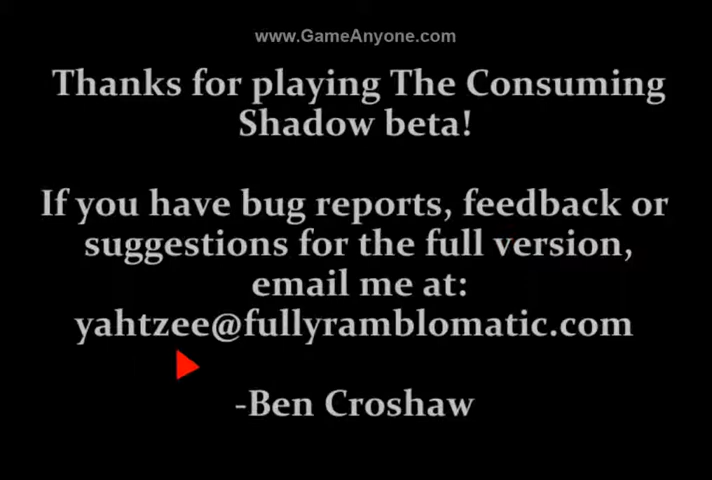 www.GameAnyone.com
Thanks for playing The Consuming
Shadow beta!
If you have bug reports, feedback or
suggestions for the full version,
email me at:
yahtzee@fullyramblomatic.com
-Ben Croshaw